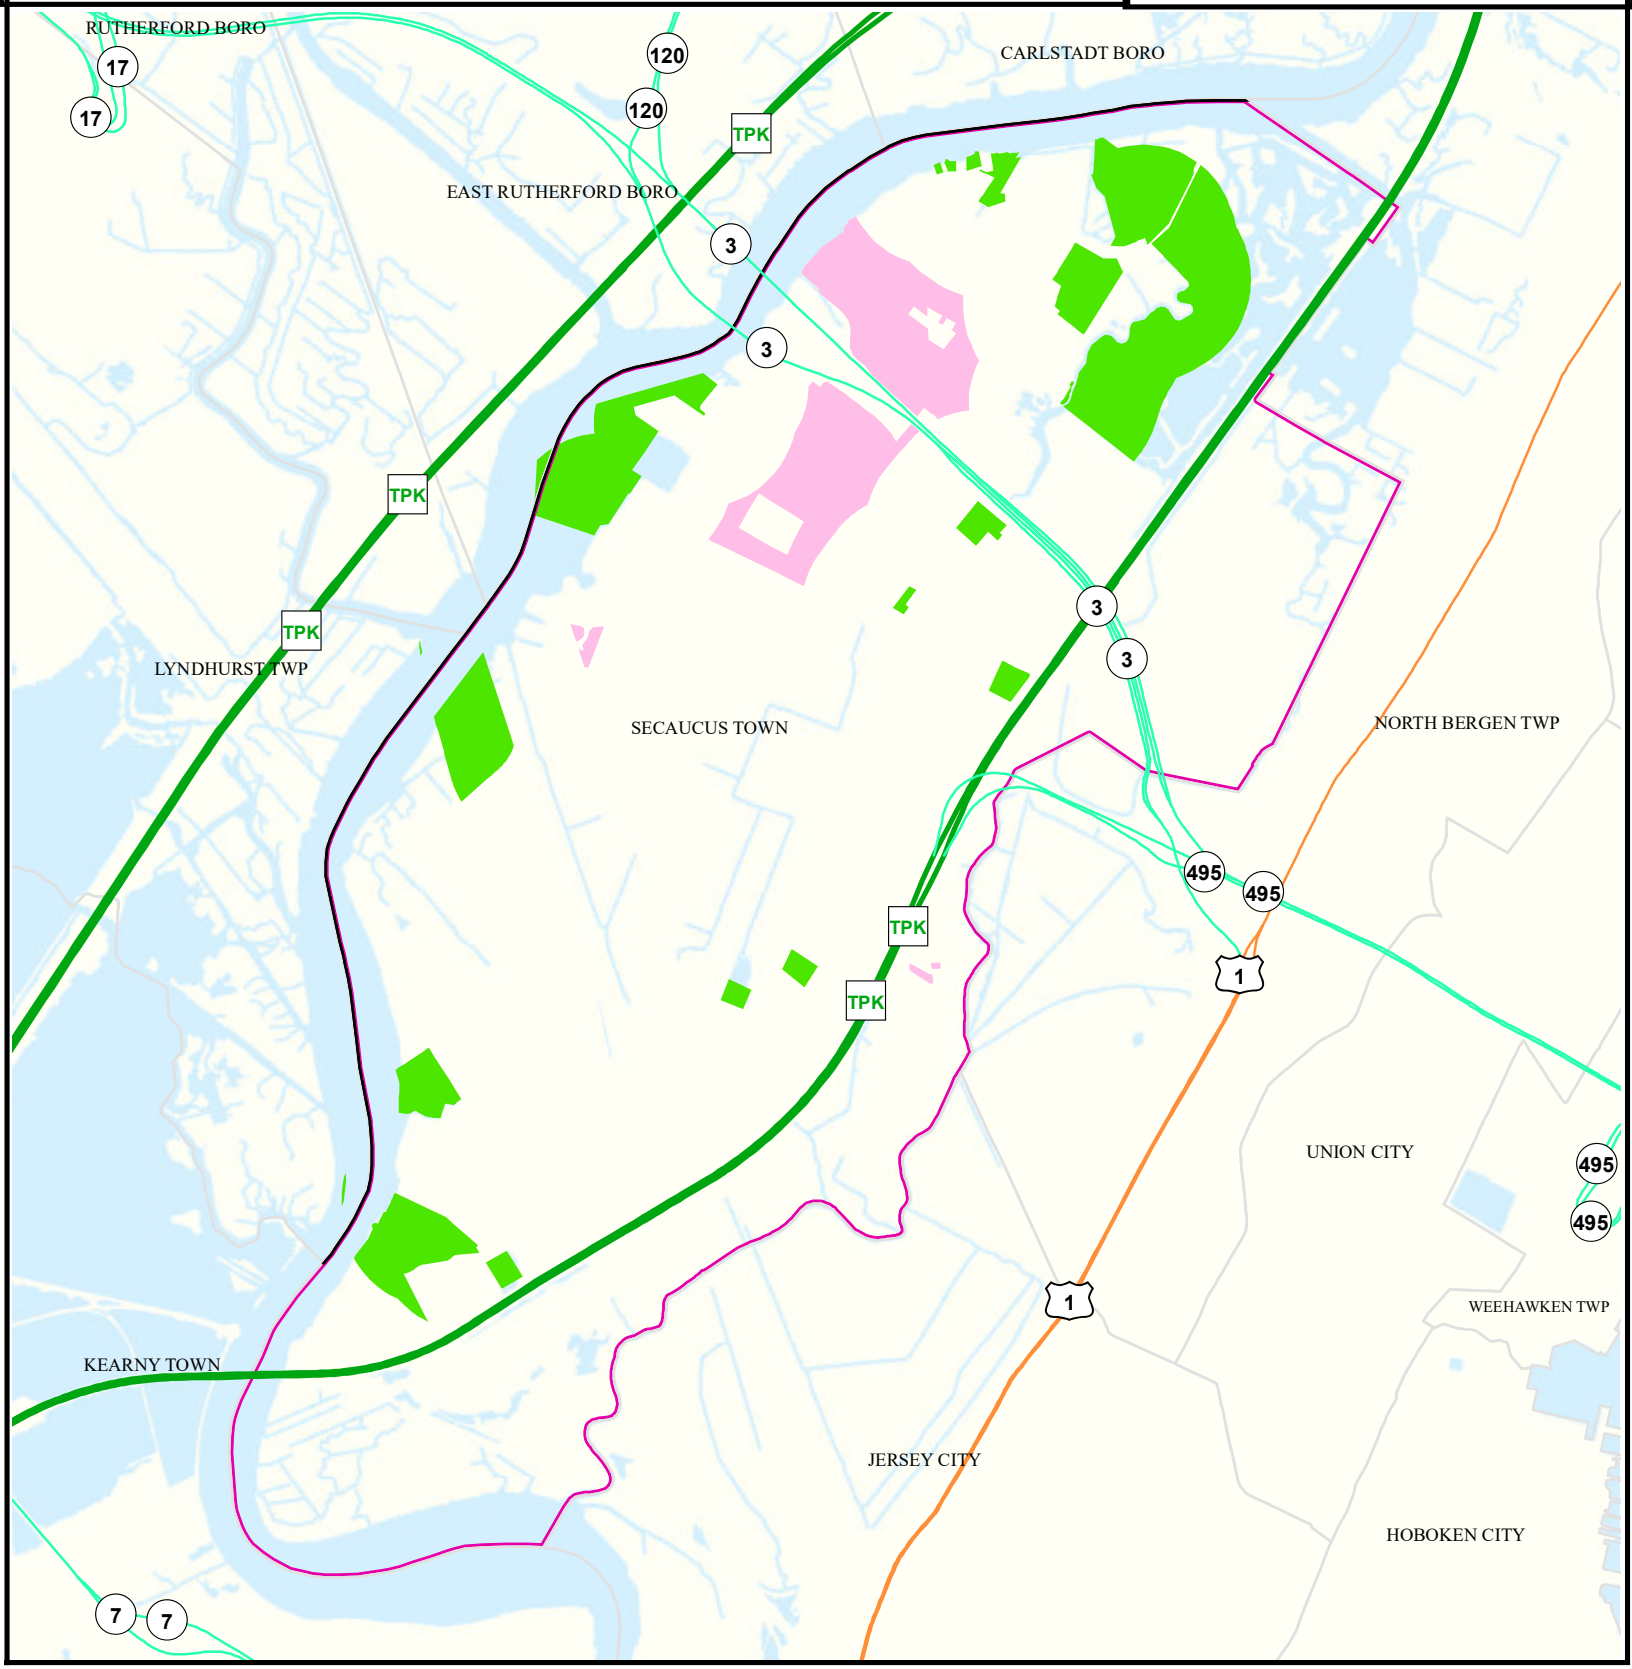 RUTHERFORD BORO
120
CARLSTADT BORO
17
120
17
TPK
EAST RUTHERFORD BORO
3
3
TPK
3
TPK
3
LYNDHURST TWP
SECAUCUS TOWN
NORTH BERGEN TWP
495
495
TPK
1
TPK
UNION CITY
495
495
1
WEEHAWKEN TWP
KEARNY TOWN
JERSEY CITY
HOBOKEN CITY
7
7